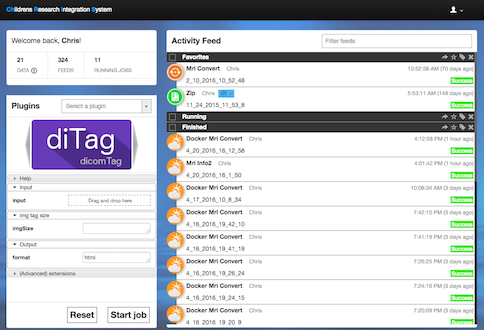 Childrens Research Integration System
Welcome back, Chris!
21
DATA
324
FEEDS
11
RUNNING JOBS
Plugins
Select a plugin
diTag
dicomTag
Help
Input
input
Drag and drop here
img tag size
imgSize
Output
format
html
(Advanced) extensions
Reset
Start job
Activity Feed
Filter feeds
Favorites
Mri Convert Chris
10:52:58 AM (70 days ago)
2_10_2016_10_52_48
Success
Zip Chris
5:53:11 AM (148 days ago)
11_24_2015_11_53_8
Success
Running
Finished
Docker Mri Convert Chris
4:12:58 PM (1 hour ago)
4_20_2016_16_12_58
Success
Mri Info2 Chris
4:01:42 PM (1 hour ago)
4_20_2016_16_1_50
Success
Docker Mri Convert Chris
10:08:34 AM (3 days ago)
4_17_2016_10_8_34
Success
Docker Mri Convert Chris
7:42:10 PM (3 days ago)
4_16_2016_19_42_10
Success
Docker Mri Convert Chris
7:41:19 PM (3 days ago)
4_16_2016_19_41_19
Success
Docker Mri Convert Chris
7:26:25 PM (3 days ago)
4_16_2016_19_26_24
Success
Docker Mri Convert Chris
7:24:16 PM (3 days ago)
4_16_2016_19_24_15
Success
Docker Mri Convert Chris
7:20:09 PM (3 days ago)
4_16_2016_19_20_9
Success